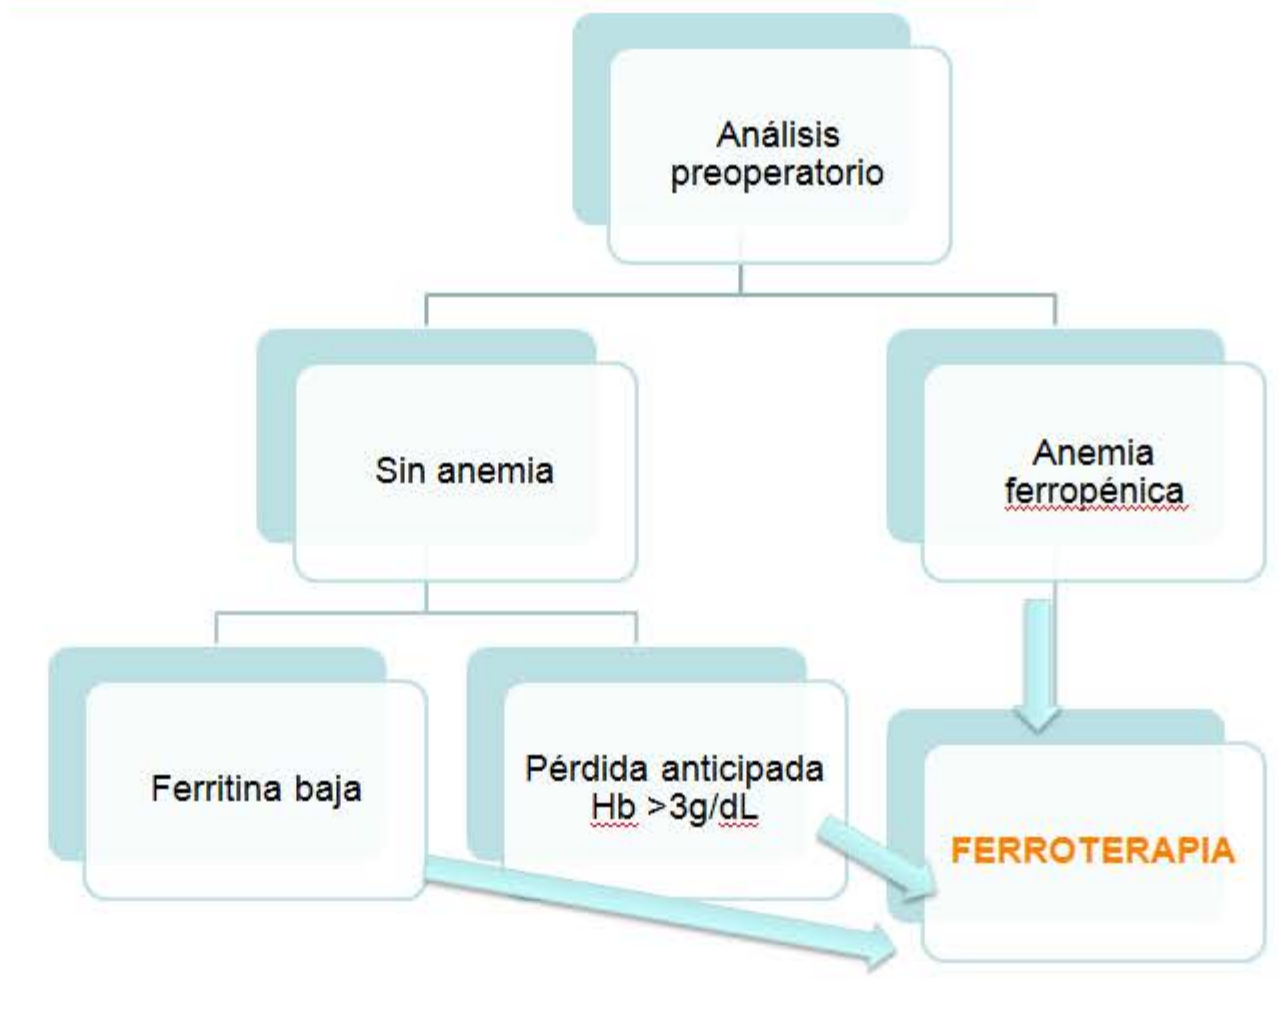 Análisis
preoperatorio
Sin anemia
Anemia
ferropénica
Ferritina baja
Pérdida anticipada
Hb >3g/dL
FERROTERAPIA